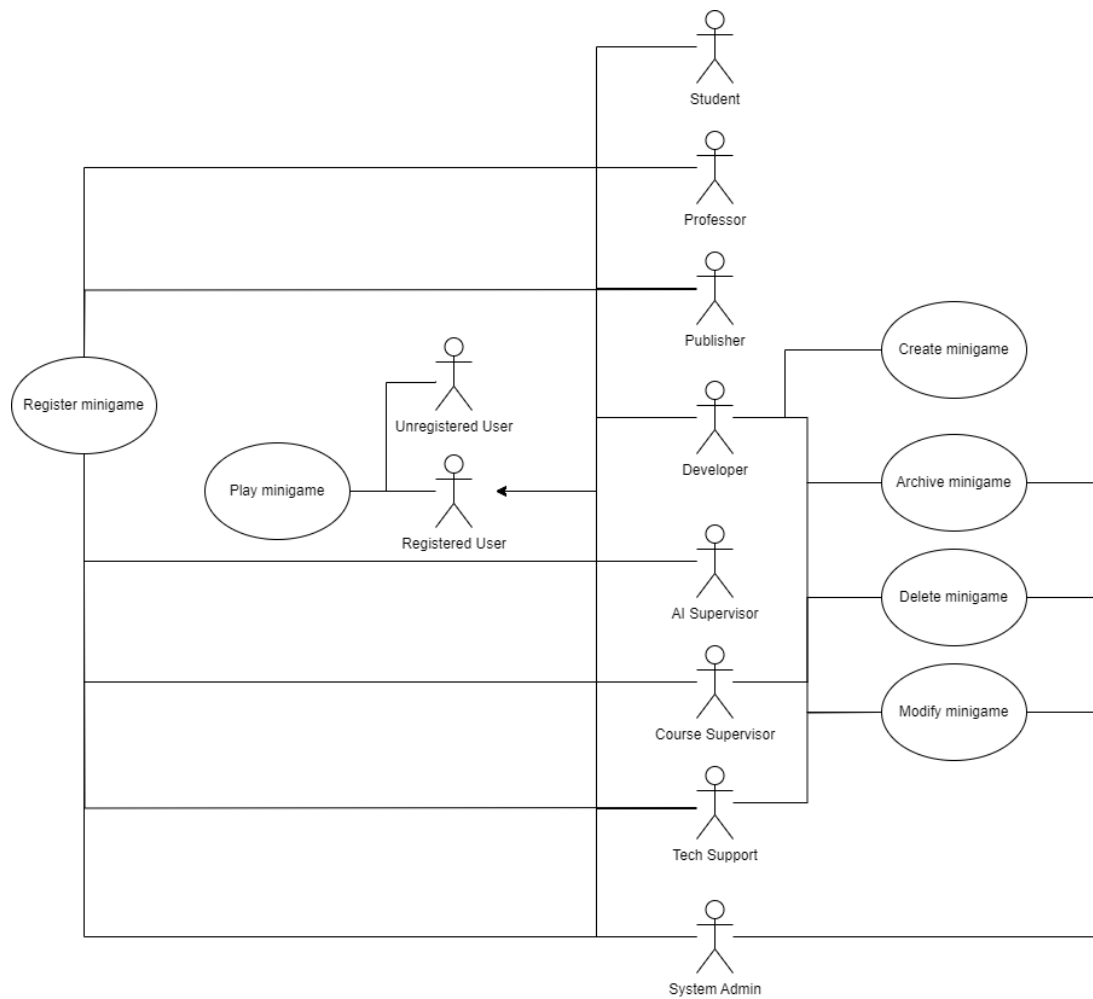 Student
Professor
Publisher
Create minigame
Register minigame
Unregistered User
Developer
Archive minigame
Play minigame
Registered User
AI Supervisor
Delete minigame
Course Supervisor
Modify minigame
Tech Support
System Admin